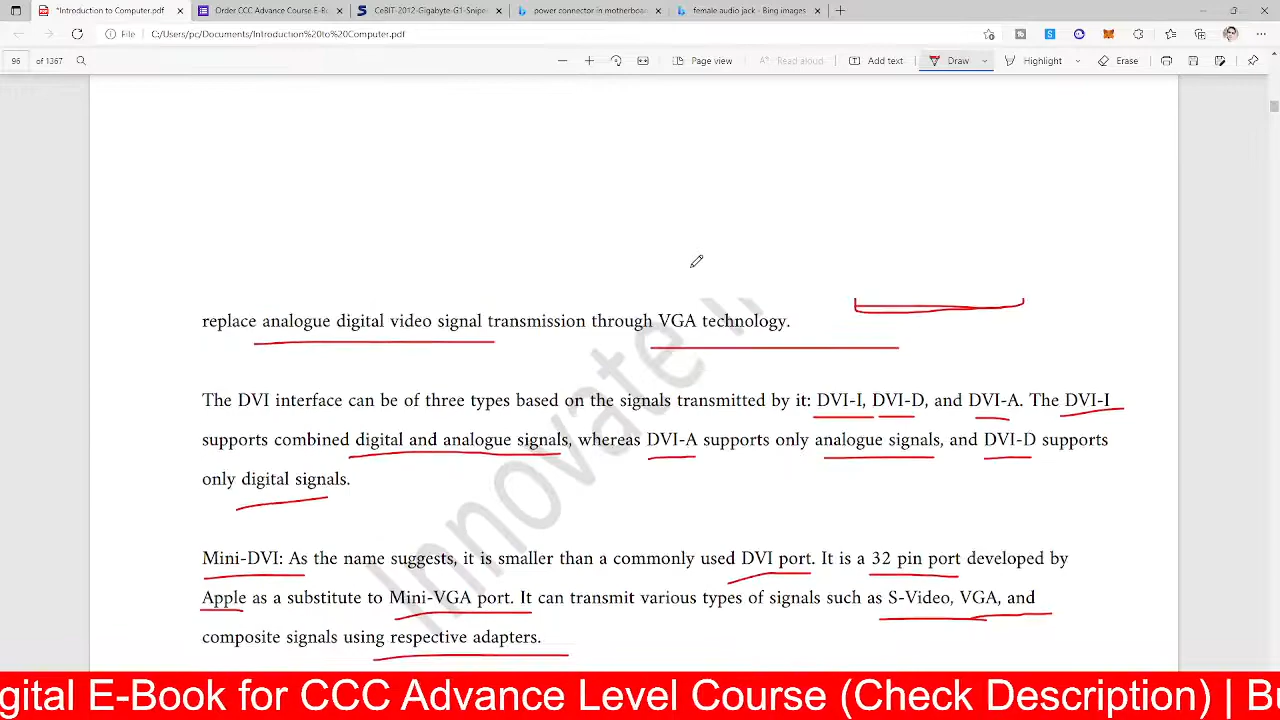 *Introduction to Computer.pdf
Order CCC Advance Course E-B
CeBIT-2012-Gigabyte-G1-Snipe
power connector in motherboar
female audio jack - Bing images
File
C:/Users/pc/Documents/Introduction%20to%20Computer.pdf
96 of 1367
Page view
Read aloud
Add text
Draw
Highlight
Erase
replace analogue digital video signal transmission through VGA technology.
The DVI interface can be of three types based on the signals transmitted by it: DVI-I, DVI-D, and DVI-A. The DVI-I
supports combined digital and analogue signals, whereas DVI-A supports only analogue signals, and DVI-D supports
only digital signals.
Mini-DVI: As the name suggests, it is smaller than a commonly used DVI port. It is a 32 pin port developed by
Apple as a substitute to Mini-VGA port. It can transmit various types of signals such as S-Video, VGA, and
composite signals using respective adapters.
Innovate
gital E-Book for CCC Advance Level Course (Check Description) | B